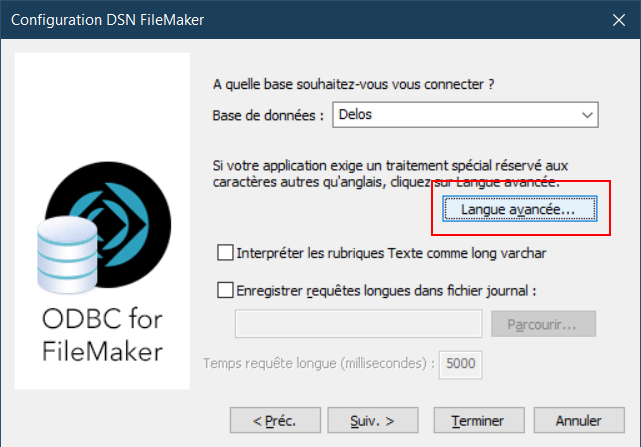 Configuration DSN FileMaker
A quelle base souhaitez-vous vous connecter ?
Base de données : Delos
Si votre application exige un traitement spécial réservé aux
caractères autres qu'anglais, cliquez sur Langue avancée.
Langue avancée...
Interpréter les rubriques Texte comme long varchar
Enregistrer requêtes longues dans fichier journal :
Parcourir...
Temps requête longue (millisecondes) : 5000
ODBC for
FileMaker
< Préc. Suiv. > Terminer Annuler